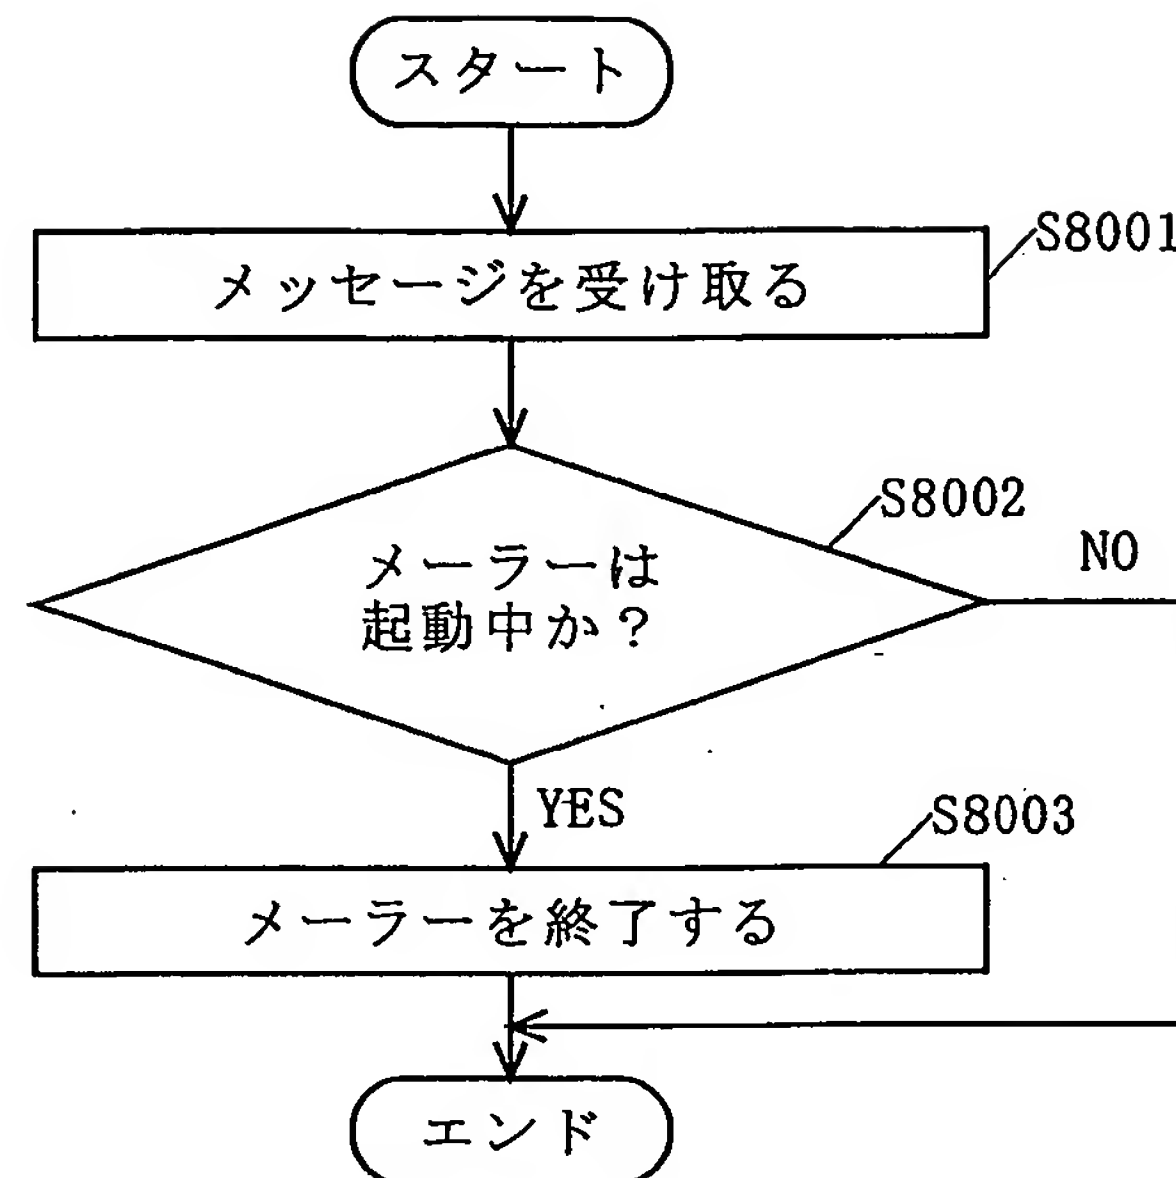 スタート
S8001
メッセージを受け取る
S8002
NO
メーラーは
起動中か?
YES
S8003
メーラーを終了する
エンド